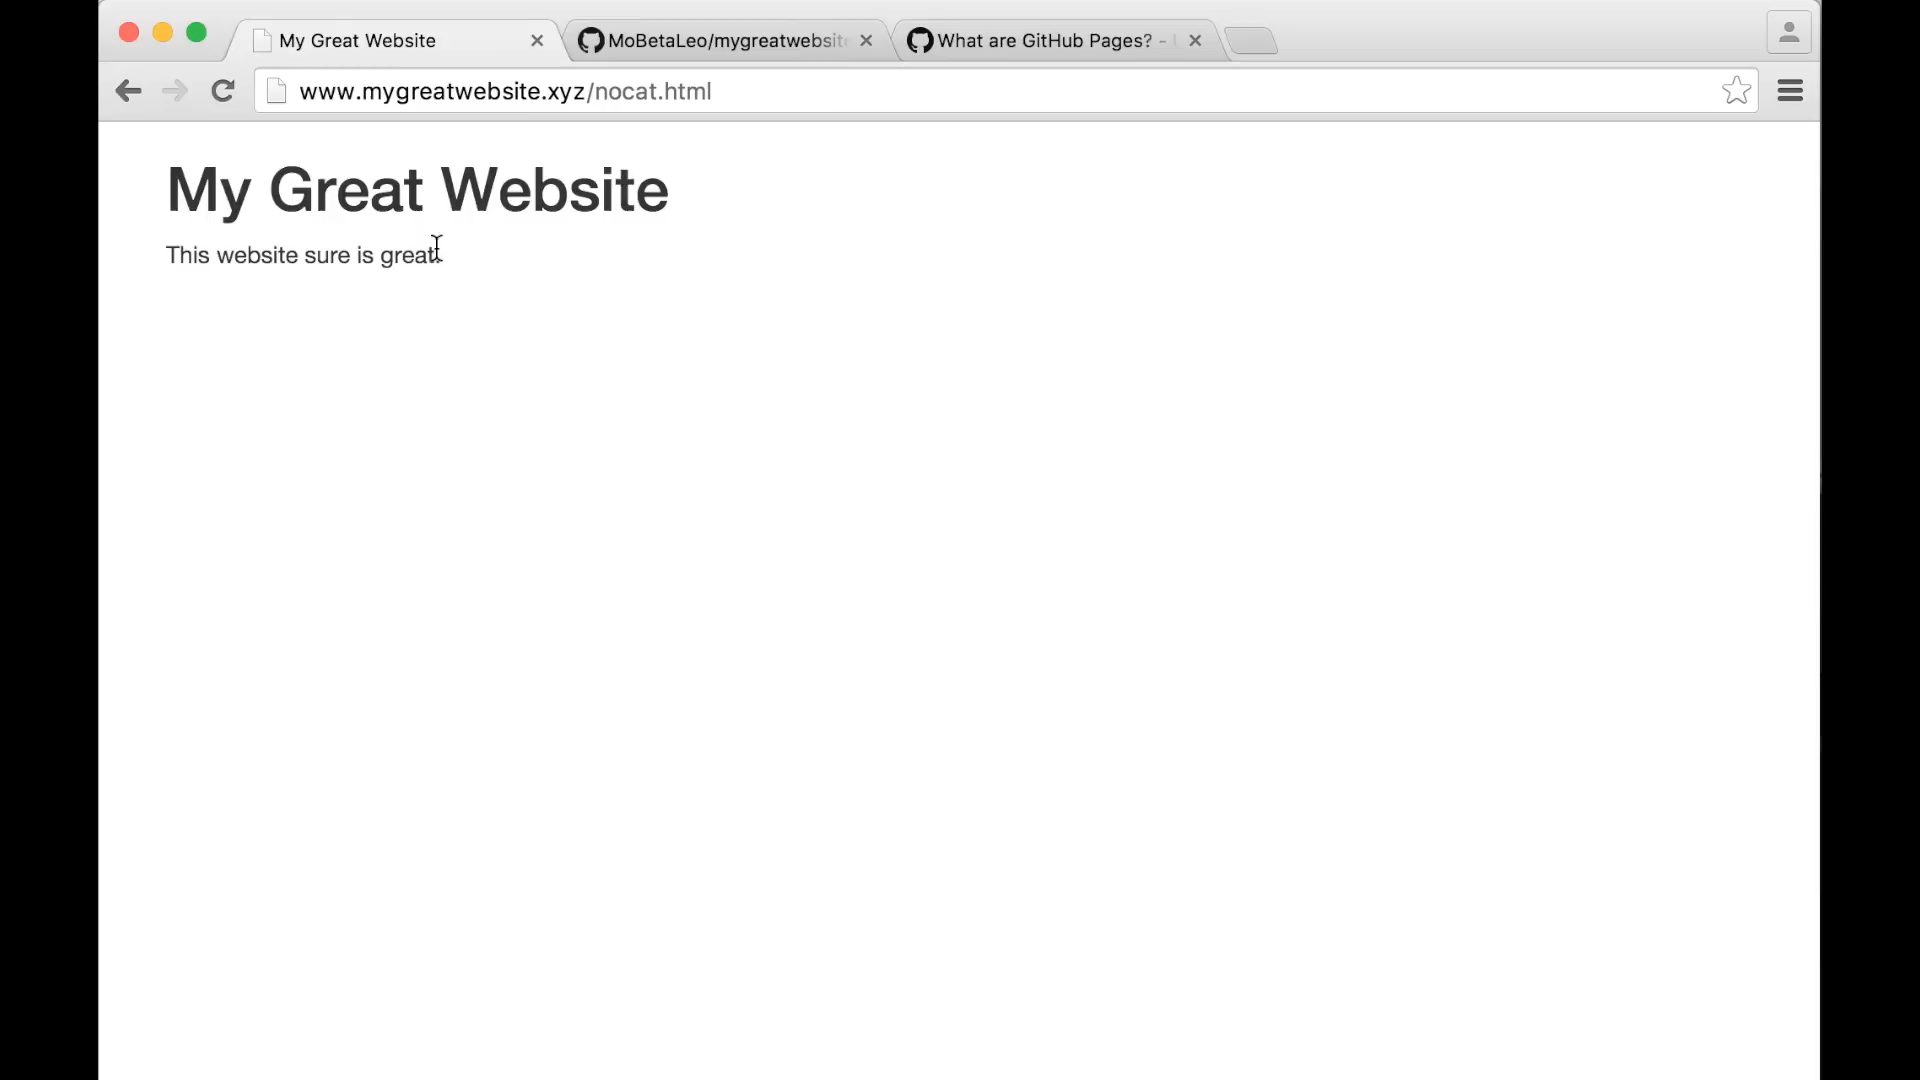 My Great Website
MoBetaLeo/mygreatwebsit
What are GitHub Pages? -
www.mygreatwebsite.xyz/nocat.html
My Great Website
This website sure is great.